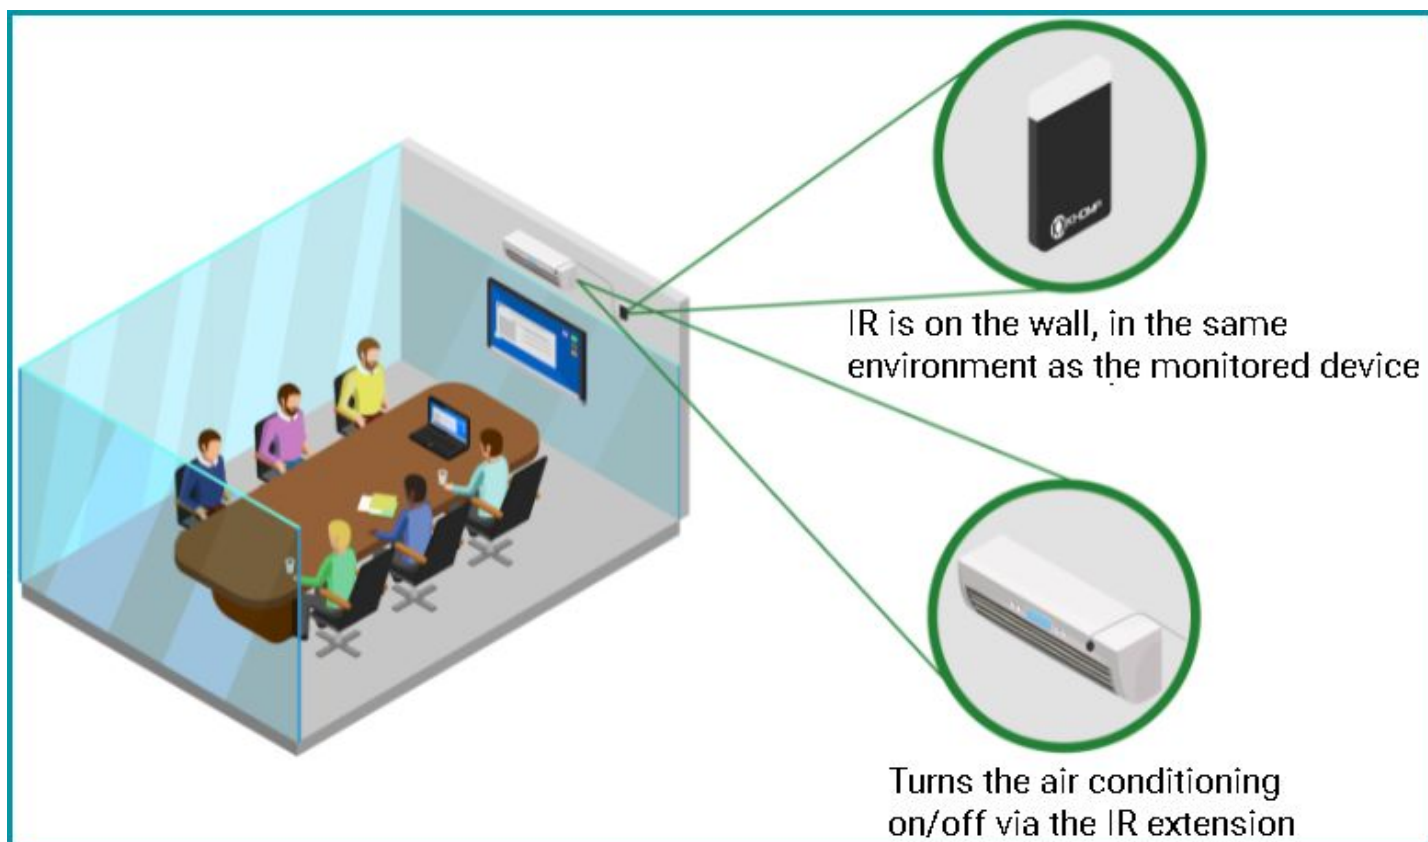 KHOMP
IR is on the wall, in the same
environment as the monitored device
Turns the air conditioning
on/off via the IR extension